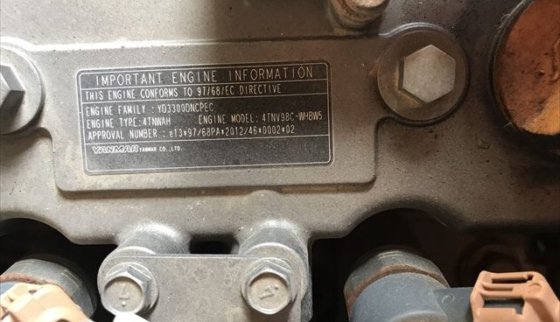 IMPORTANT ENGINE INFORMATION
THIS ENGINE CONFORMS TO 97/68/EC DIRECTIVE
ENGINE FAMILY : YD3300DNCPEC
ENGINE TYPE:4TNWAH ENGINE MODEL: 4TNV98C-WHBW5
APPROVAL NUMBER : e13*97/68PA*2012/46*0002*02
YANMAR YANMAR CO.,LTD.